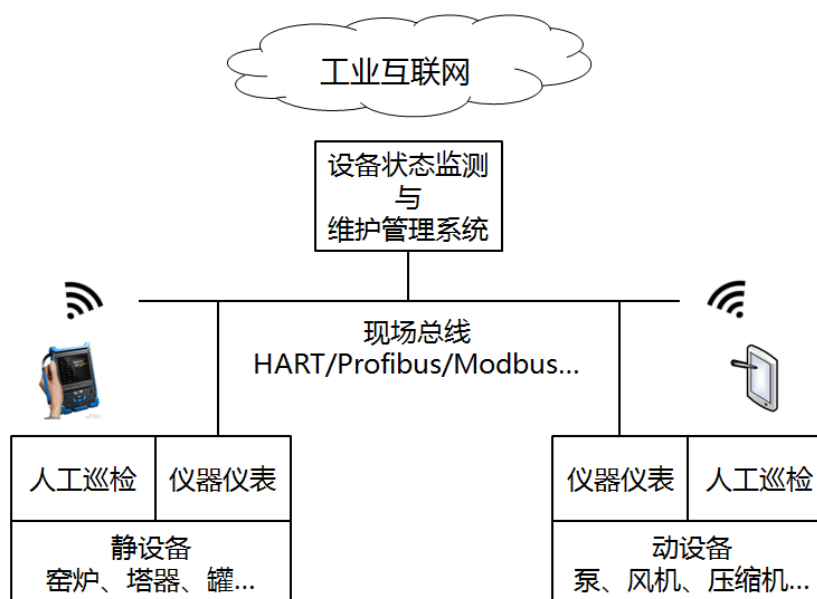 工业互联网
设备状态监测
与
维护管理系统
现场总线
HART/Profibus/Modbus...
人工巡检
仪器仪表
仪器仪表
人工巡检
静设备
窑炉、塔器、罐...
动设备
泵、风机、压缩机...